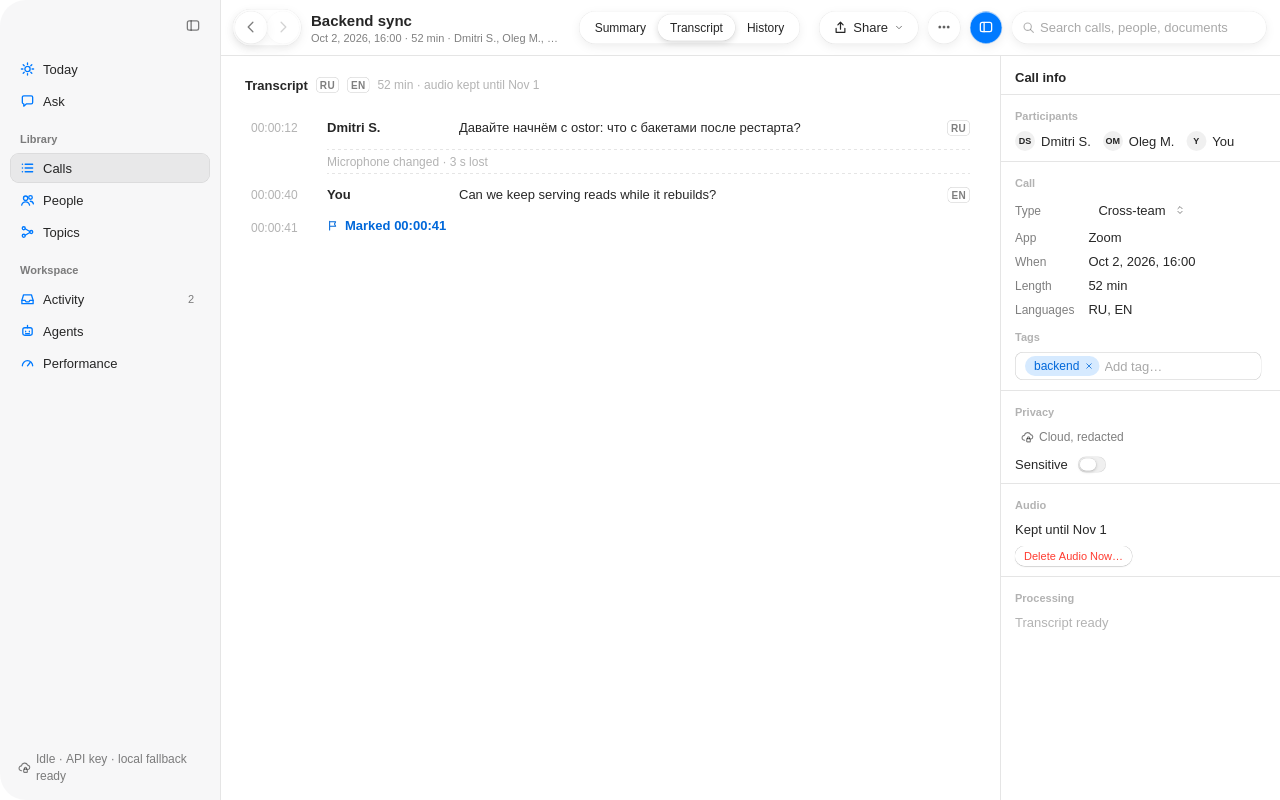 Today
Ask
Library
Calls
People
Topics
Workspace
Activity 2
Agents
Performance
Idle · API key · local fallback
ready
Backend sync
Oct 2, 2026, 16:00 · 52 min · Dmitri S., Oleg M., …
Summary Transcript History
Share
Search calls, people, documents
Transcript RU EN 52 min · audio kept until Nov 1
00:00:12 Dmitri S. Давайте начнём с ostor: что с бакетами после рестарта? RU
Microphone changed · 3 s lost
00:00:40 You Can we keep serving reads while it rebuilds? EN
00:00:41 Marked 00:00:41
Call info
Participants
DS Dmitri S. OM Oleg M. Y You
Call
Type Cross-team
App Zoom
When Oct 2, 2026, 16:00
Length 52 min
Languages RU, EN
Tags
backend × Add tag…
Privacy
Cloud, redacted
Sensitive
Audio
Kept until Nov 1
Delete Audio Now…
Processing
Transcript ready